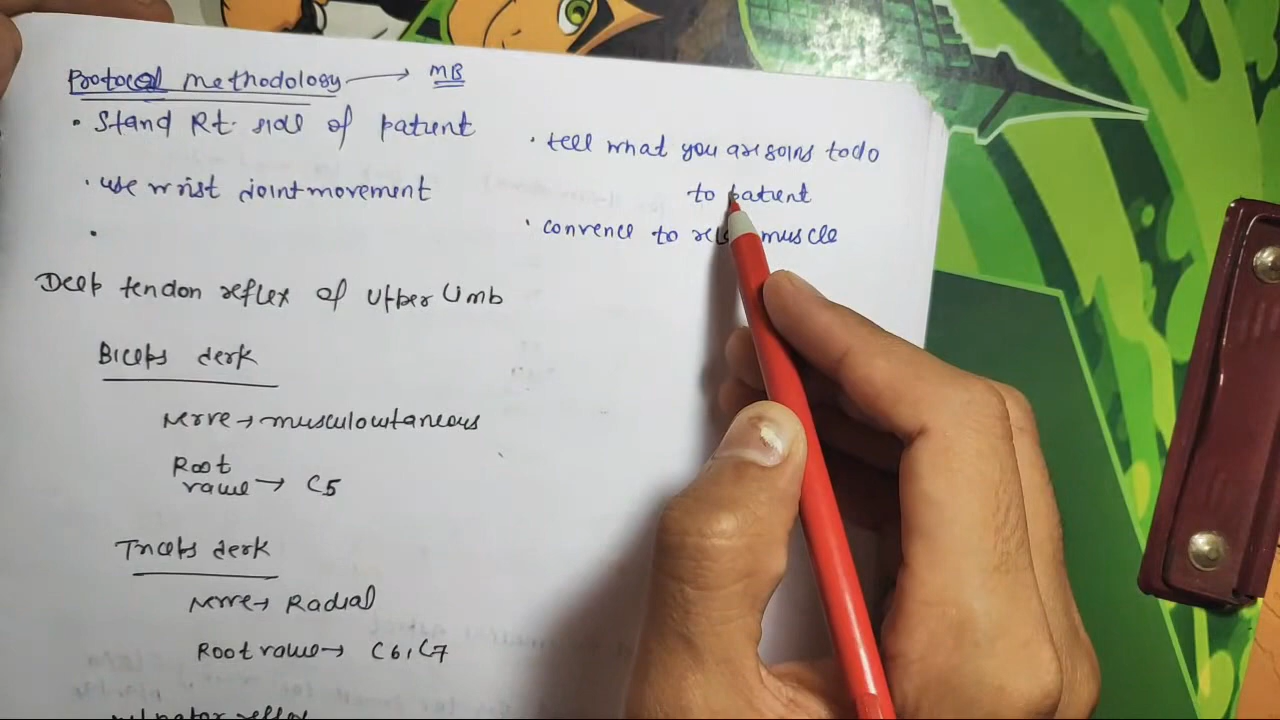 Protocol methodology → MB
• Stand Rt. side of patient
• use wrist joint movement
•
• tell what you are going to do
to patient
• convence to muscle
Deep tendon reflex of Upper Limb
Biceps Jerk
Nerve → musculocutaneous
Root
value → C5
Triceps Jerk
Nerve → Radial
Root value → C6, C7